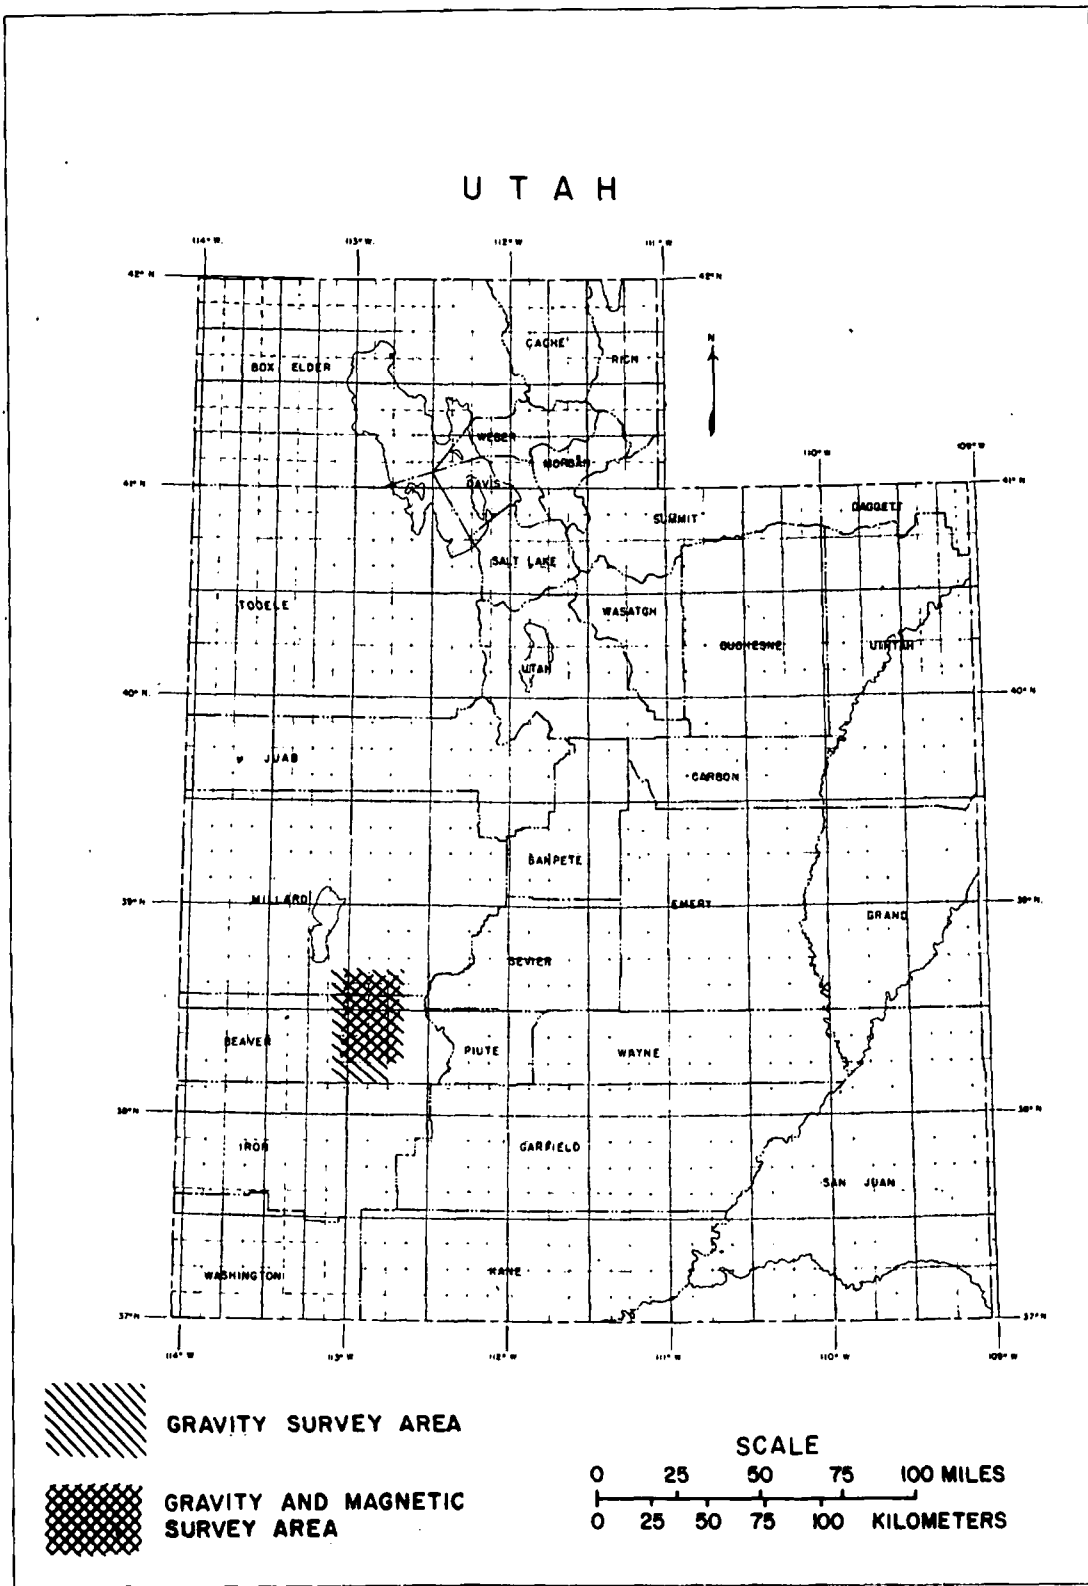 UTAH
114° W.
113° W.
112° W
111° W
42° N
42° N
N
CACHE
RICH
BOX ELDER
WEBER
MORGAN
DAVIS
110° W
109° W
41° N
41° N
DAGGETT
SUMMIT
SALT LAKE
TOOELE
WASATCH
DUCHESNE
UINTAH
UTAH
40° N.
40° N
JUAB
CARBON
SANPETE
MILLARD
39° N
EMERY
39° N.
GRAND
SEVIER
BEAVER
PIUTE
WAYNE
38° N
38° N
IRON
GARFIELD
SAN JUAN
WASHINGTON
KANE
37° N
37° N
114° W
113° W
112° W
111° W
110° W
109° W
GRAVITY SURVEY AREA
GRAVITY AND MAGNETIC
SURVEY AREA
SCALE
0 25 50 75 100 MILES
0 25 50 75 100 KILOMETERS